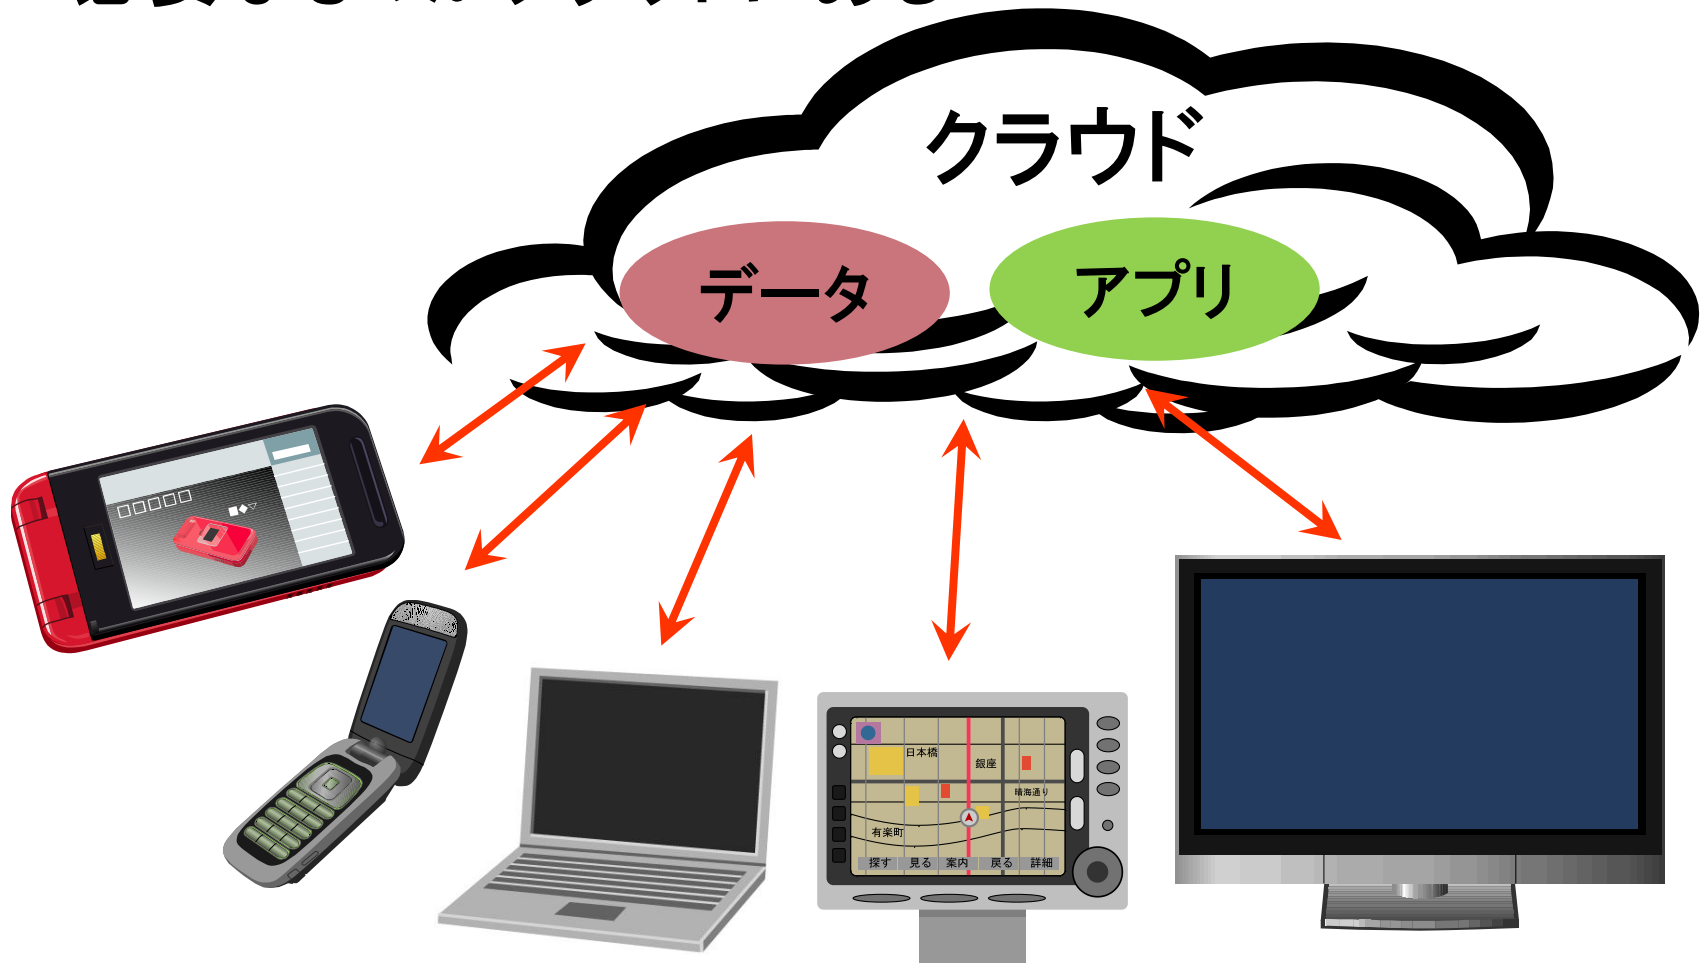 クラウド
データ
アプリ
日本橋
銀座
晴海通り
有楽町
探す 見る 案内 戻る 詳細